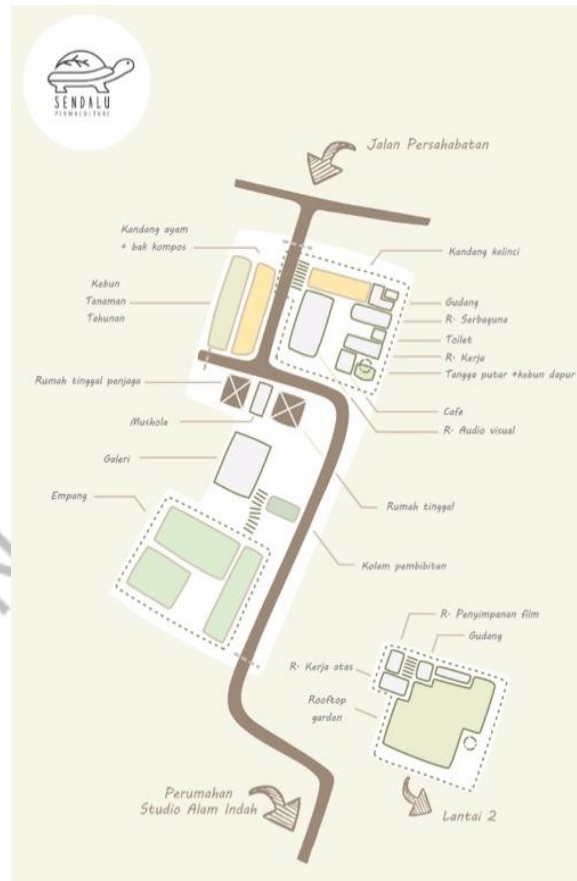 SENDALU
PERMACULTURE
Jalan Persahabatan
Kandang ayam
+ bak kompos
Kandang kelinci
Kebun
Tanaman
Tahunan
Gudang
R. Serbaguna
Toilet
R. Kerja
Tangga putar +kebun dapur
Rumah tinggal penjaga
Cafe
Mushola
R. Audio visual
Galeri
Empang
Rumah tinggal
Kolam pembibitan
R. Penyimpanan film
Gudang
R. Kerja atas
Rooftop
garden
Perumahan
Studio Alam Indah
Lantai 2